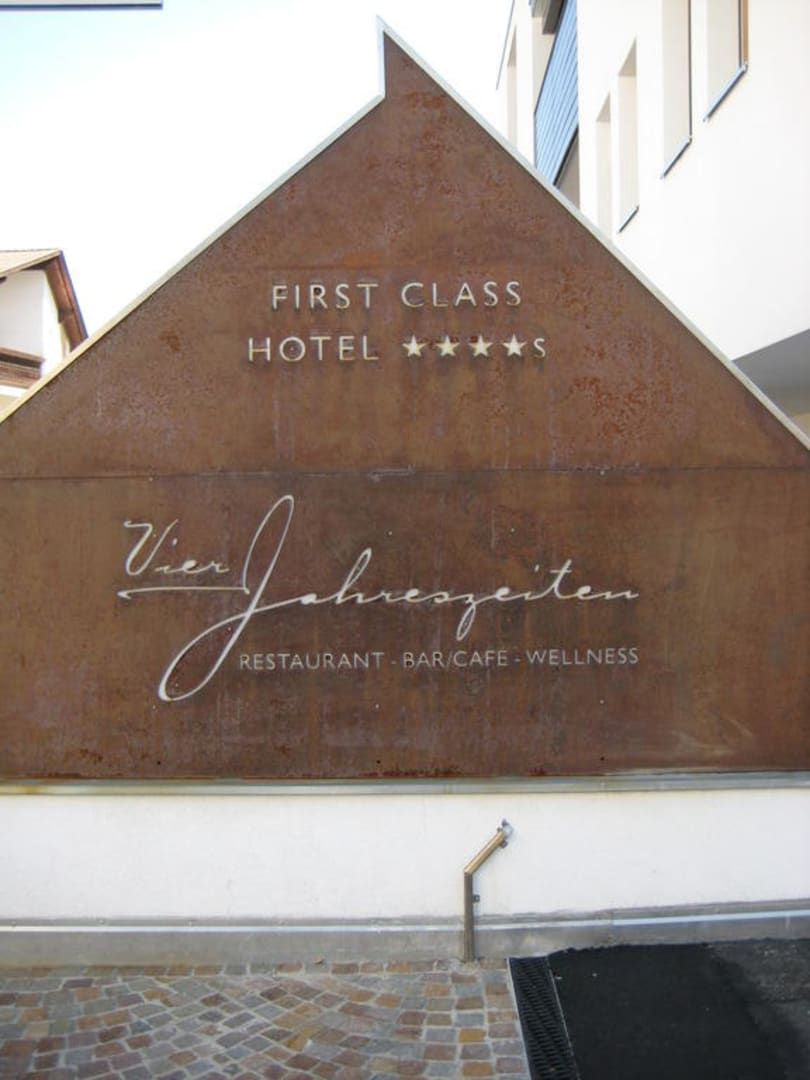 FIRST CLASS
HOTEL ★★★★S
Vier Jahreszeiten
RESTAURANT - BAR/CAFE - WELLNESS